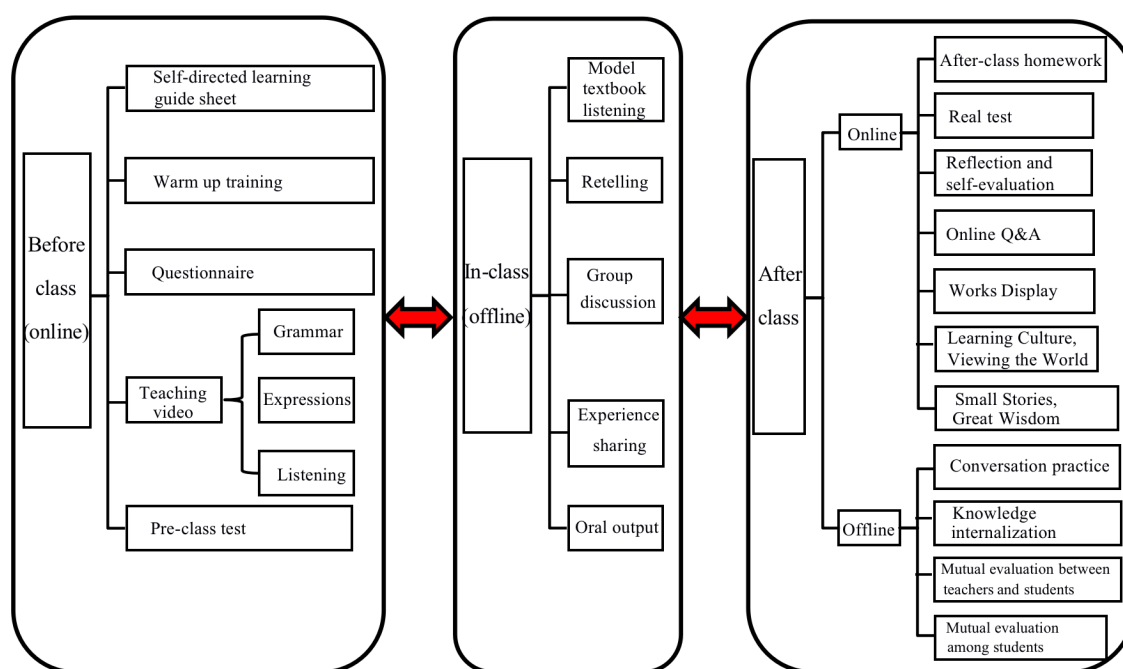 Before
class
(online)
Self-directed learning
guide sheet
Warm up training
Questionnaire
Teaching
video
Grammar
Expressions
Listening
Pre-class test
In-class
(offline)
Model
textbook
listening
Retelling
Group
discussion
Experience
sharing
Oral output
After
class
Online
After-class homework
Real test
Reflection and
self-evaluation
Online Q&A
Works Display
Learning Culture,
Viewing the World
Small Stories,
Great Wisdom
Offline
Conversation practice
Knowledge
internalization
Mutual evaluation between
teachers and students
Mutual evaluation
among students